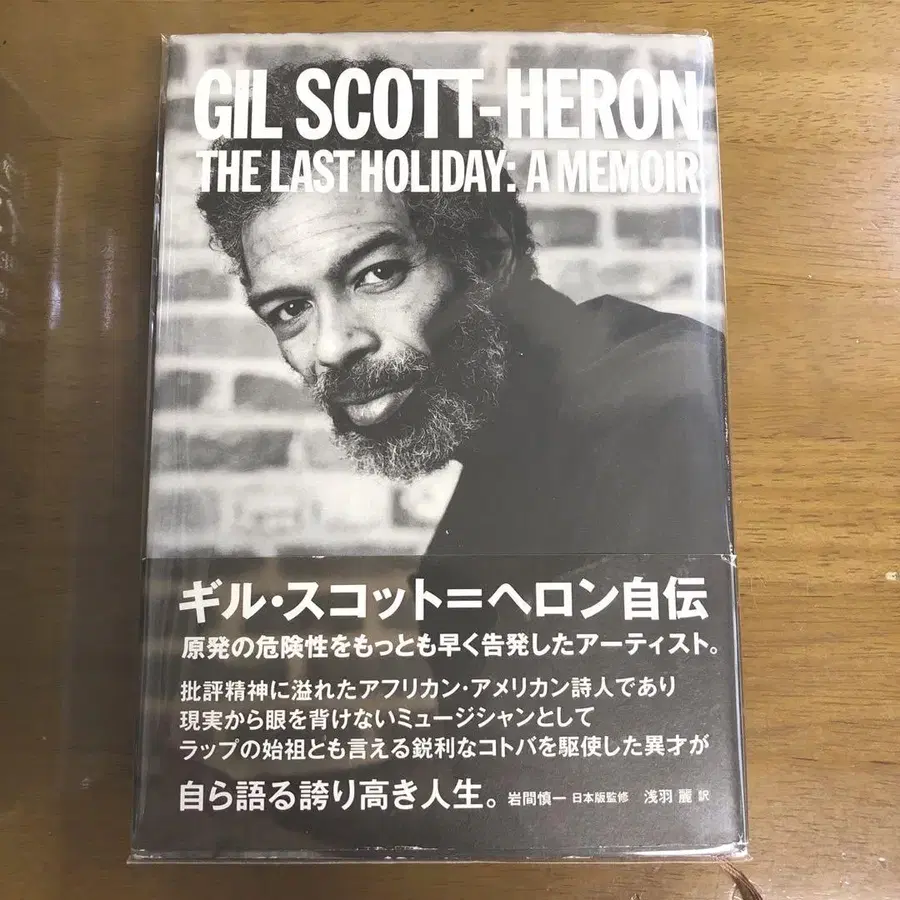 GIL SCOTT-HERON
THE LAST HOLIDAY: A MEMOIR
ギル・スコット＝ヘロン自伝
原発の危険性をもっとも早く告発したアーティスト。
批評精神に溢れたアフリカン・アメリカン詩人であり
現実から眼を背けないミュージシャンとして
ラップの始祖とも言える鋭利なコトバを駆使した異才が
自ら語る誇り高き人生。 岩間慎一 日本版監修 浅羽 麗 訳